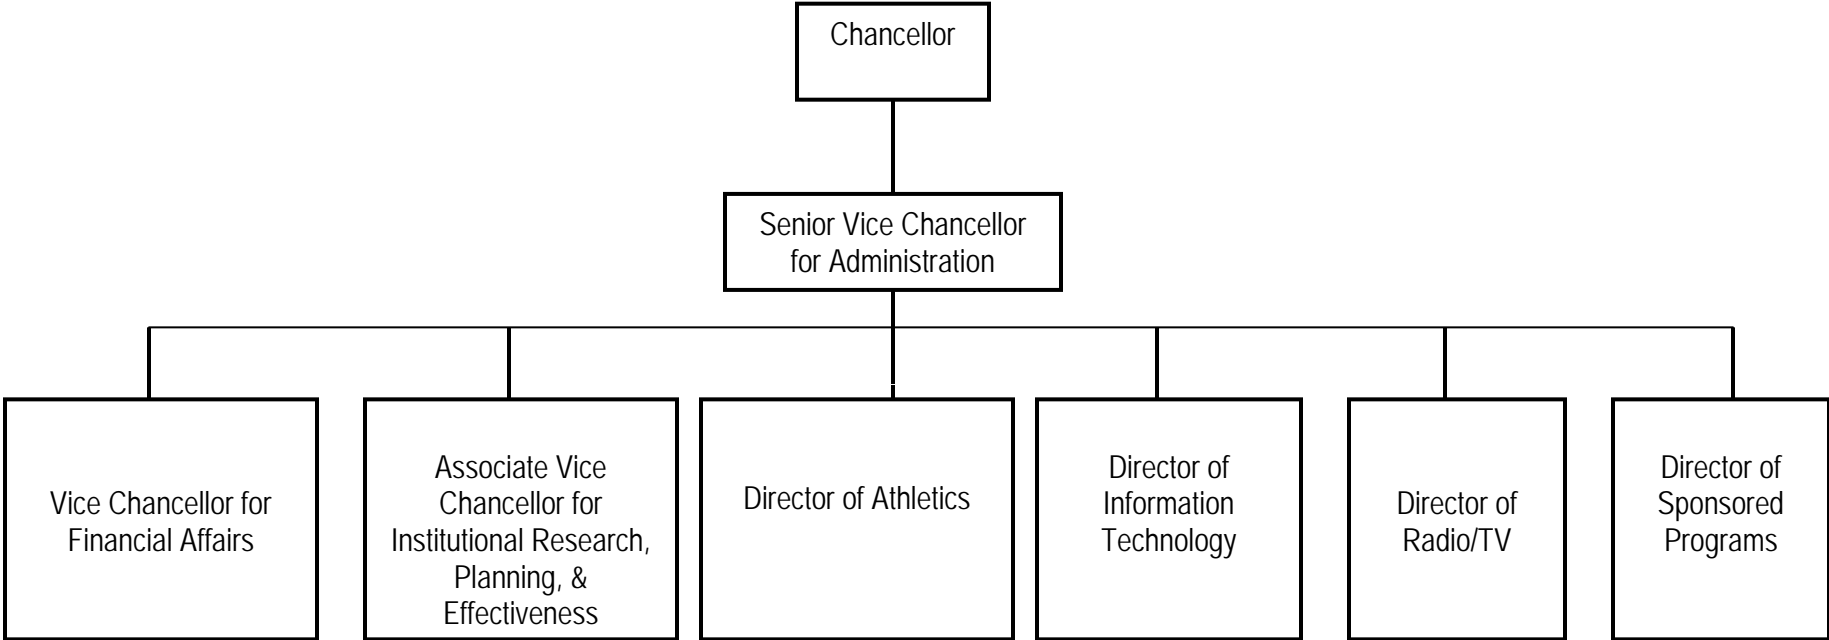 Chancellor
Senior Vice Chancellor
for Administration
Vice Chancellor for
Financial Affairs
Associate Vice
Chancellor for
Institutional Research,
Planning, &
Effectiveness
Director of Athletics
Director of
Information
Technology
Director of
Radio/TV
Director of
Sponsored
Programs